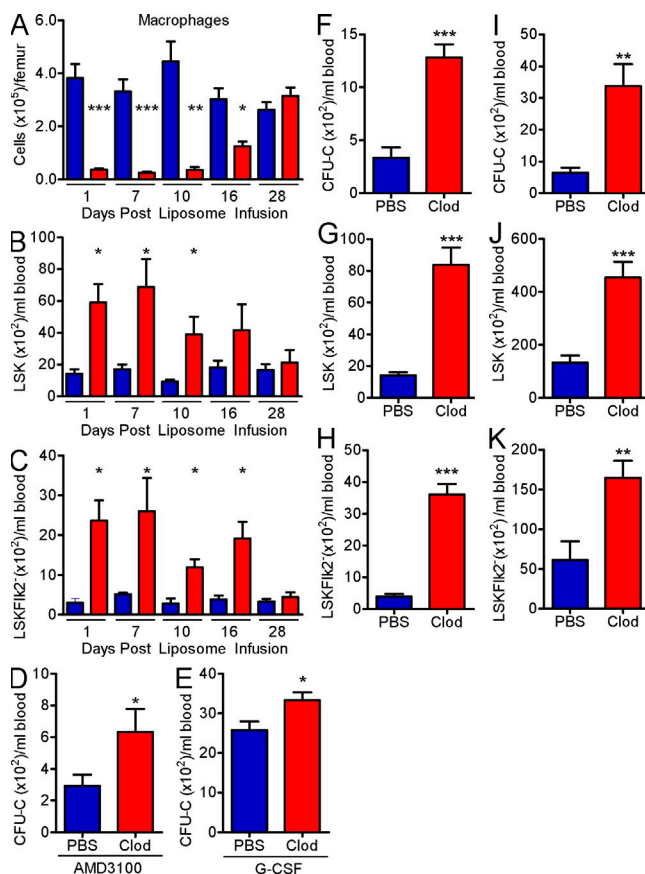 A
Macrophages
Cells (x10⁵)/femur
6.0
4.0
2.0
0.0
*** *** ** *
1 7 10 16 28
Days Post Liposome Infusion
B
LSK (x10²)/ml blood
100
80
60
40
20
0
* * *
1 7 10 16 28
Days Post Liposome Infusion
C
LSKFlk2⁻(x10²)/ml blood
40
30
20
10
0
* * * *
1 7 10 16 28
Days Post Liposome Infusion
D
CFU-C (x10²)/ml blood
8
6
4
2
0
*
PBS Clod
AMD3100
E
CFU-C (x10²)/ml blood
40
30
20
10
0
*
PBS Clod
G-CSF
F
CFU-C (x10²)/ml blood
15
10
5
0
***
PBS Clod
G
LSK (x10²)/ml blood
100
80
60
40
20
0
***
PBS Clod
H
LSKFlk2⁻(x10²)/ml blood
50
40
30
20
10
0
***
PBS Clod
I
CFU-C (x10²)/ml blood
50
40
30
20
10
0
**
PBS Clod
J
LSK (x10²)/ml blood
600
400
200
0
***
PBS Clod
K
LSKFlk2⁻(x10²)/ml blood
200
150
100
50
0
**
PBS Clod